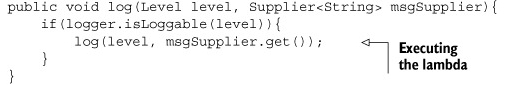 public void log(Level level, Supplier<String> msgSupplier){
    if(logger.isLoggable(level)){
        log(level, msgSupplier.get());
    }
}
Executing
the lambda